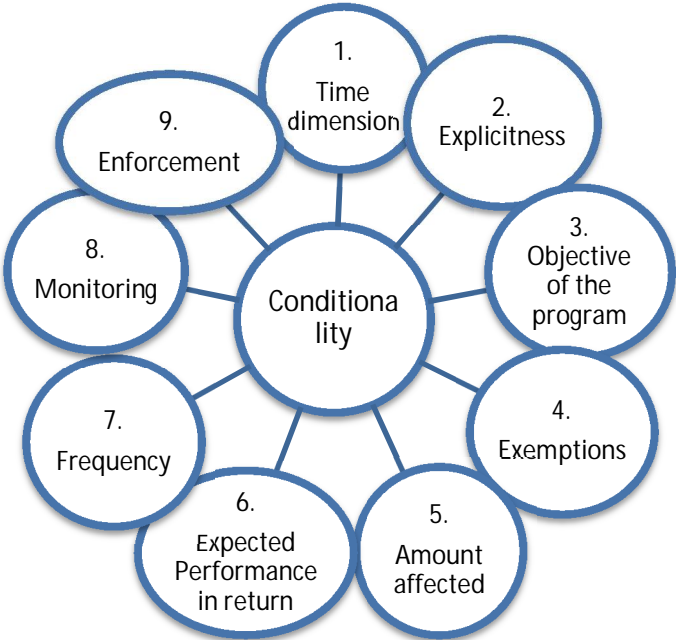 1.
Time
dimension
2.
Explicitness
3.
Objective
of the
program
4.
Exemptions
5.
Amount
affected
6.
Expected
Performance
in return
7.
Frequency
8.
Monitoring
9.
Enforcement
Conditiona
lity